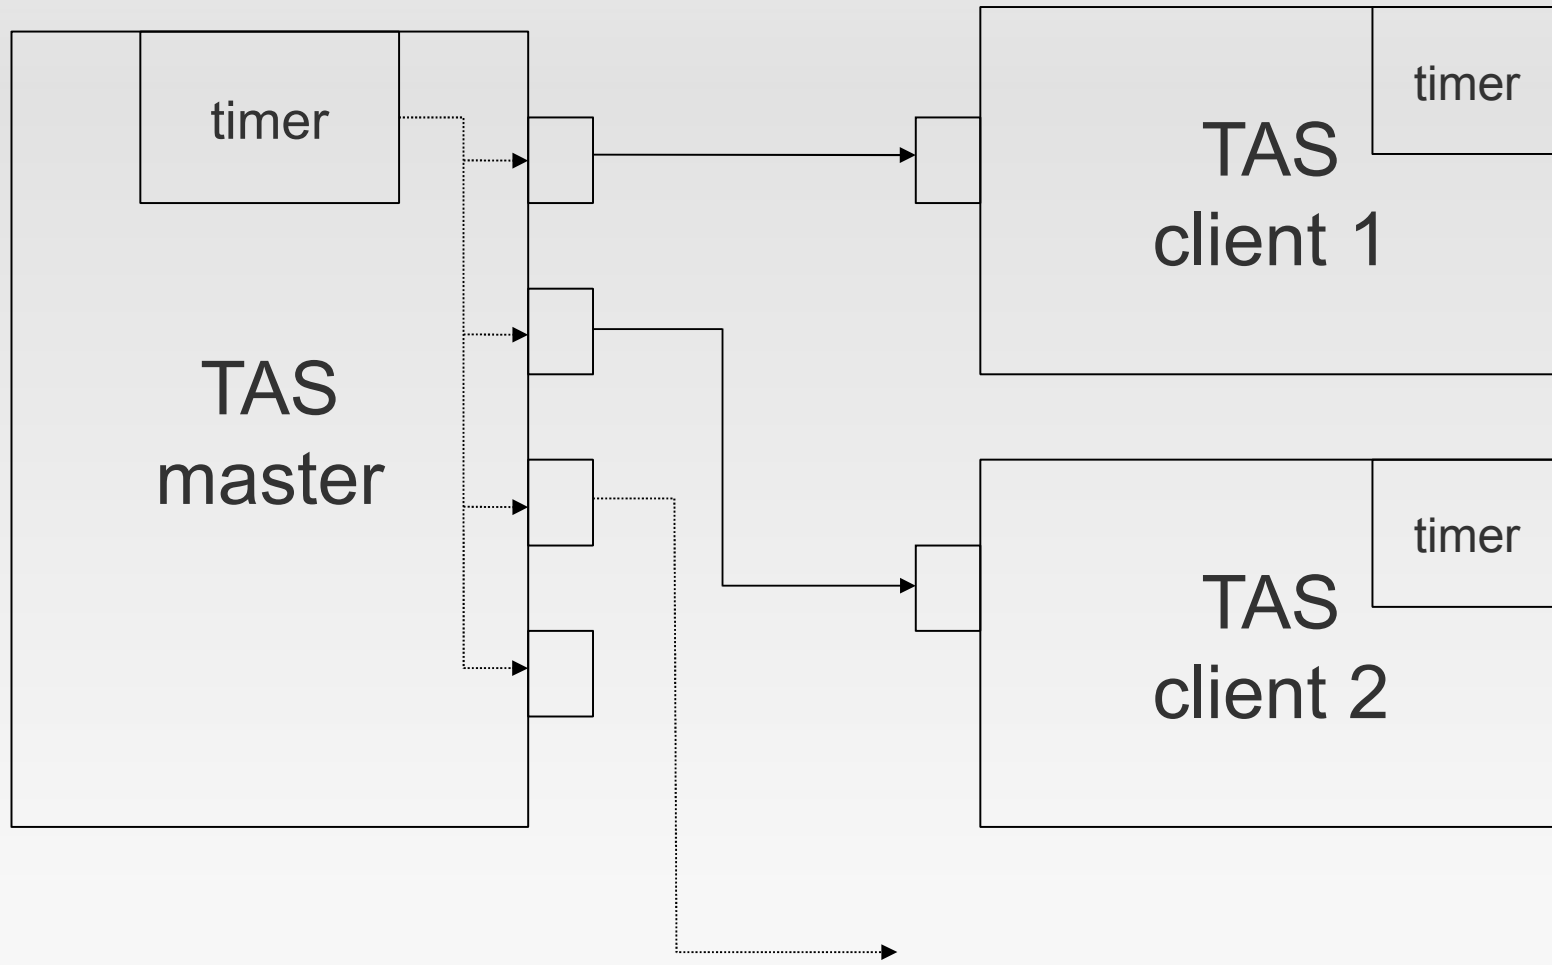 timer
TAS
master
timer
TAS
client 1
timer
TAS
client 2